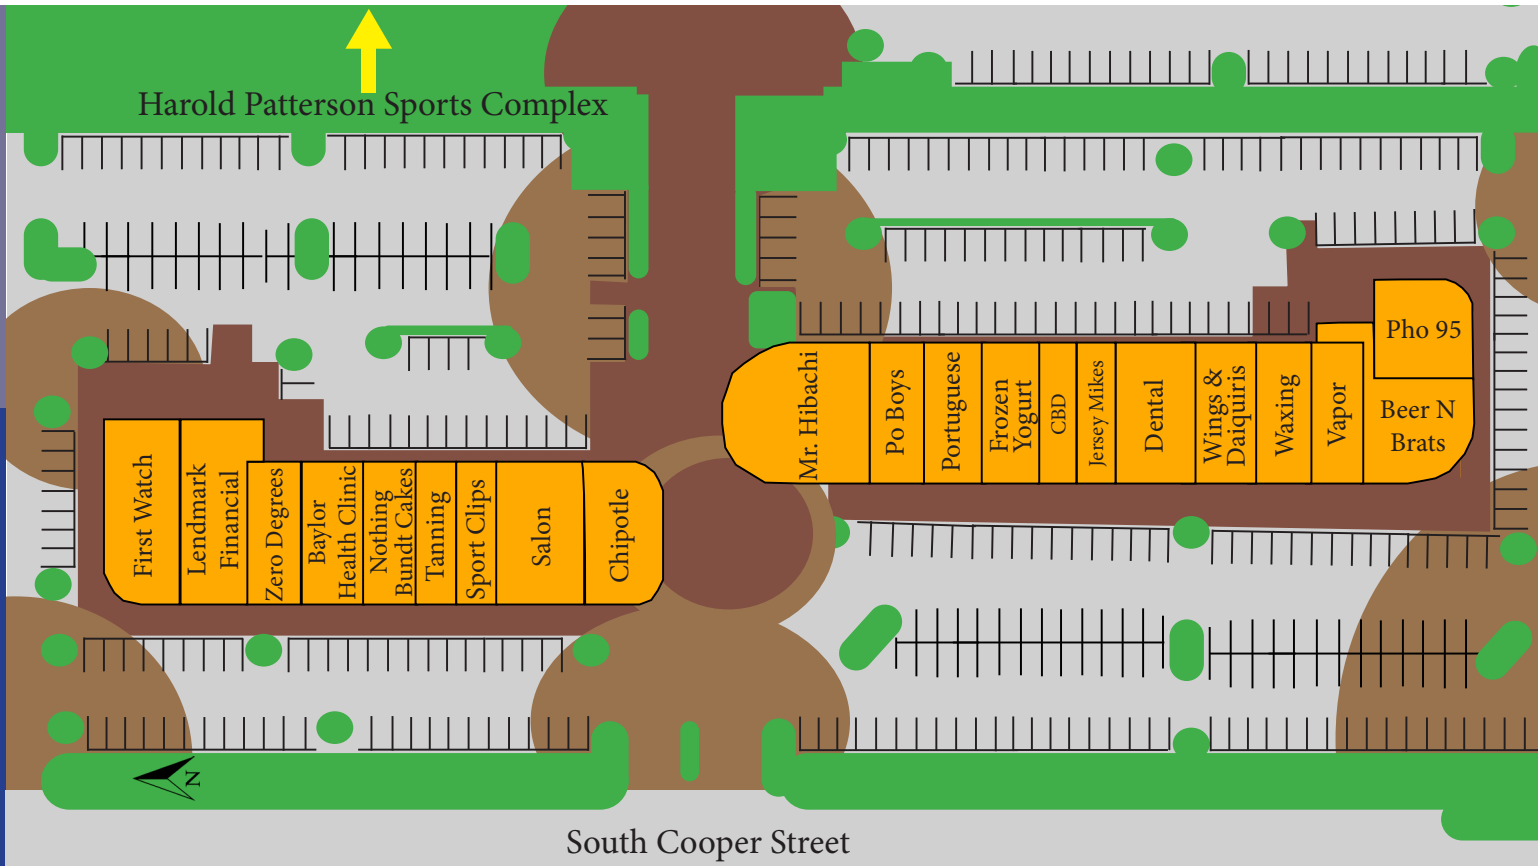 Harold Patterson Sports Complex
Pho 95
Mr. Hibachi
Po Boys
Portuguese
Frozen
Yogurt
CBD
Jersey Mikes
Dental
Wings &
Daiquiris
Waxing
Vapor
Beer N
Brats
First Watch
Lendmark
Financial
Zero Degrees
Baylor
Health Clinic
Nothing
Bundt Cakes
Tanning
Sport Clips
Salon
Chipotle
N
South Cooper Street